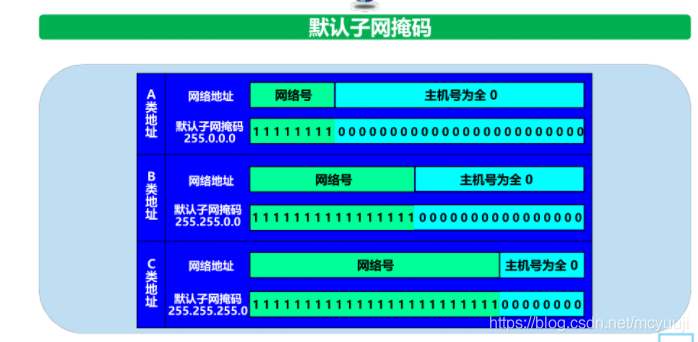 默认子网掩码
A类地址
网络地址
网络号
主机号为全 0
默认子网掩码
255.0.0.0
1 1 1 1 1 1 1 1 0 0 0 0 0 0 0 0 0 0 0 0 0 0 0 0 0 0 0 0 0 0 0 0
B类地址
网络地址
网络号
主机号为全 0
默认子网掩码
255.255.0.0
1 1 1 1 1 1 1 1 1 1 1 1 1 1 1 1 0 0 0 0 0 0 0 0 0 0 0 0 0 0 0 0
C类地址
网络地址
网络号
主机号为全 0
默认子网掩码
255.255.255.0
1 1 1 1 1 1 1 1 1 1 1 1 1 1 1 1 1 1 1 1 1 1 1 1 0 0 0 0 0 0 0 0
https://blog.csdn.net/mcyuuji